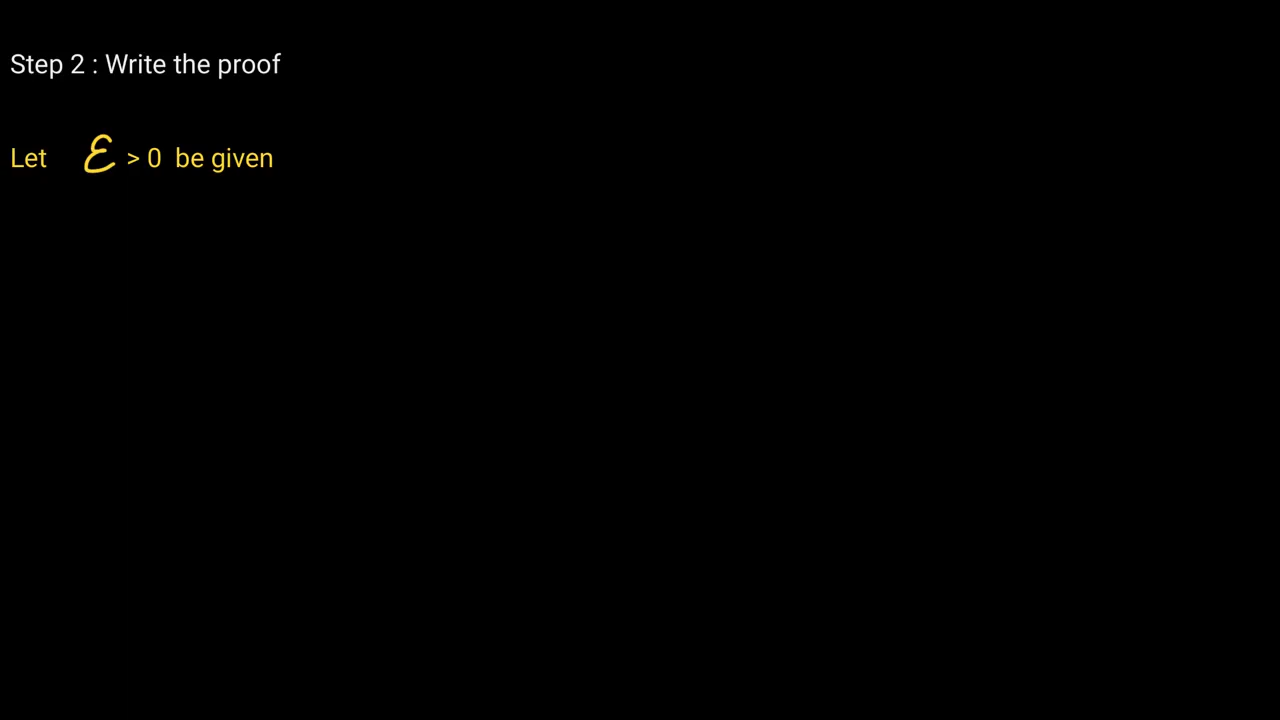 Step 2 : Write the proof
Let ε > 0 be given